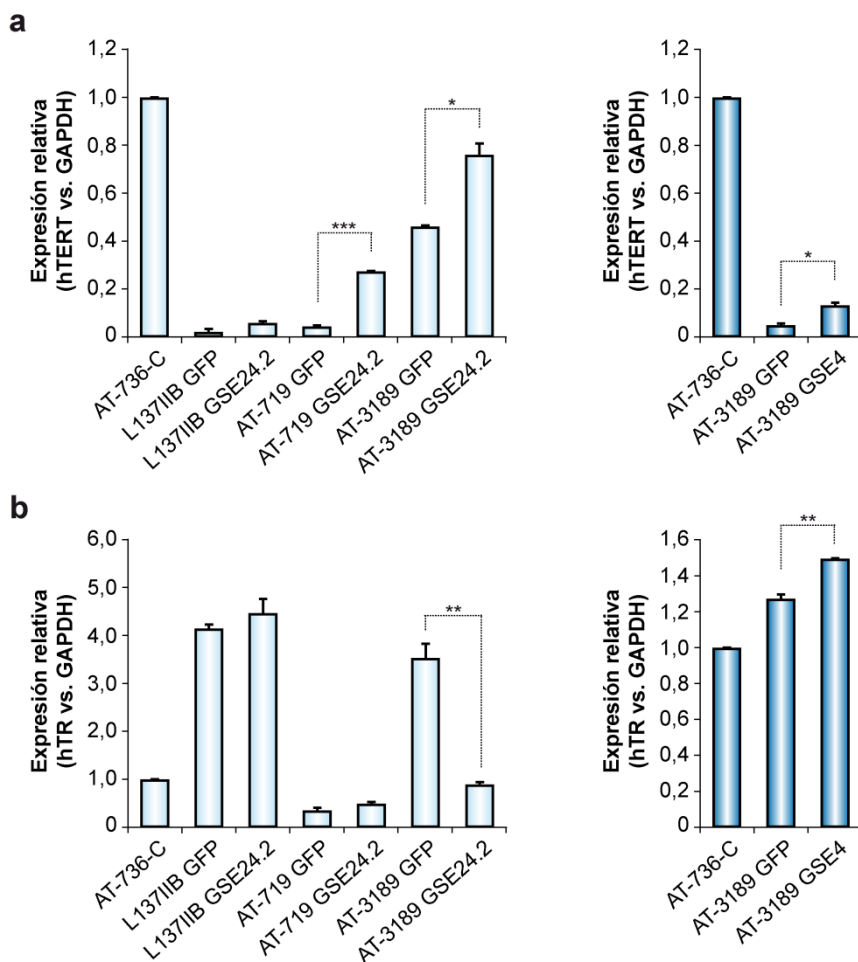 a
Expresión relativa
(hTERT vs. GAPDH)
1,2
1,0
0,8
0,6
0,4
0,2
0
***
*
AT-736-C
L137IIB GFP
L137IIB GSE24.2
AT-719 GFP
AT-719 GSE24.2
AT-3189 GFP
AT-3189 GSE24.2
Expresión relativa
(hTERT vs. GAPDH)
1,2
1,0
0,8
0,6
0,4
0,2
0
*
AT-736-C
AT-3189 GFP
AT-3189 GSE4
b
Expresión relativa
(hTR vs. GAPDH)
6,0
5,0
4,0
3,0
2,0
1,0
0
**
AT-736-C
L137IIB GFP
L137IIB GSE24.2
AT-719 GFP
AT-719 GSE24.2
AT-3189 GFP
AT-3189 GSE24.2
Expresión relativa
(hTR vs. GAPDH)
1,6
1,4
1,2
1,0
0,8
0,6
0,4
0,2
0
**
AT-736-C
AT-3189 GFP
AT-3189 GSE4